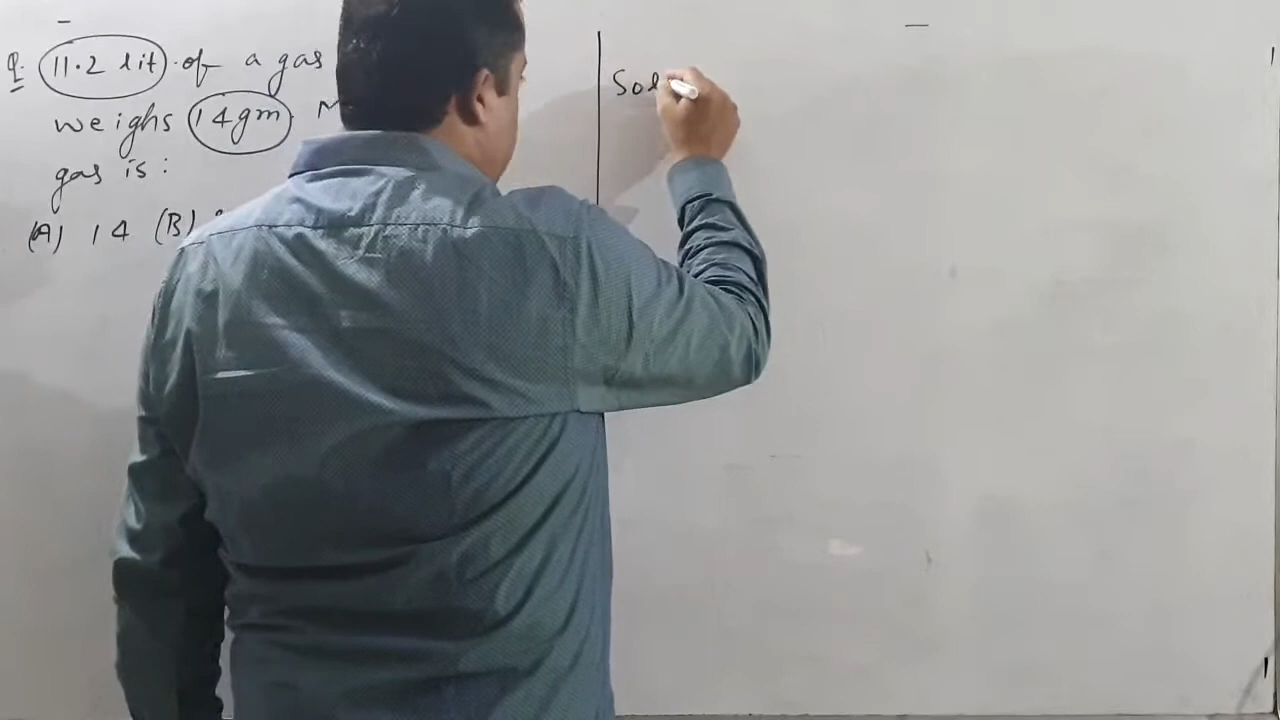 Q. 11.2 lit. of a gas
weighs 14gm.
gas is:
(A) 14 (B)
Sol